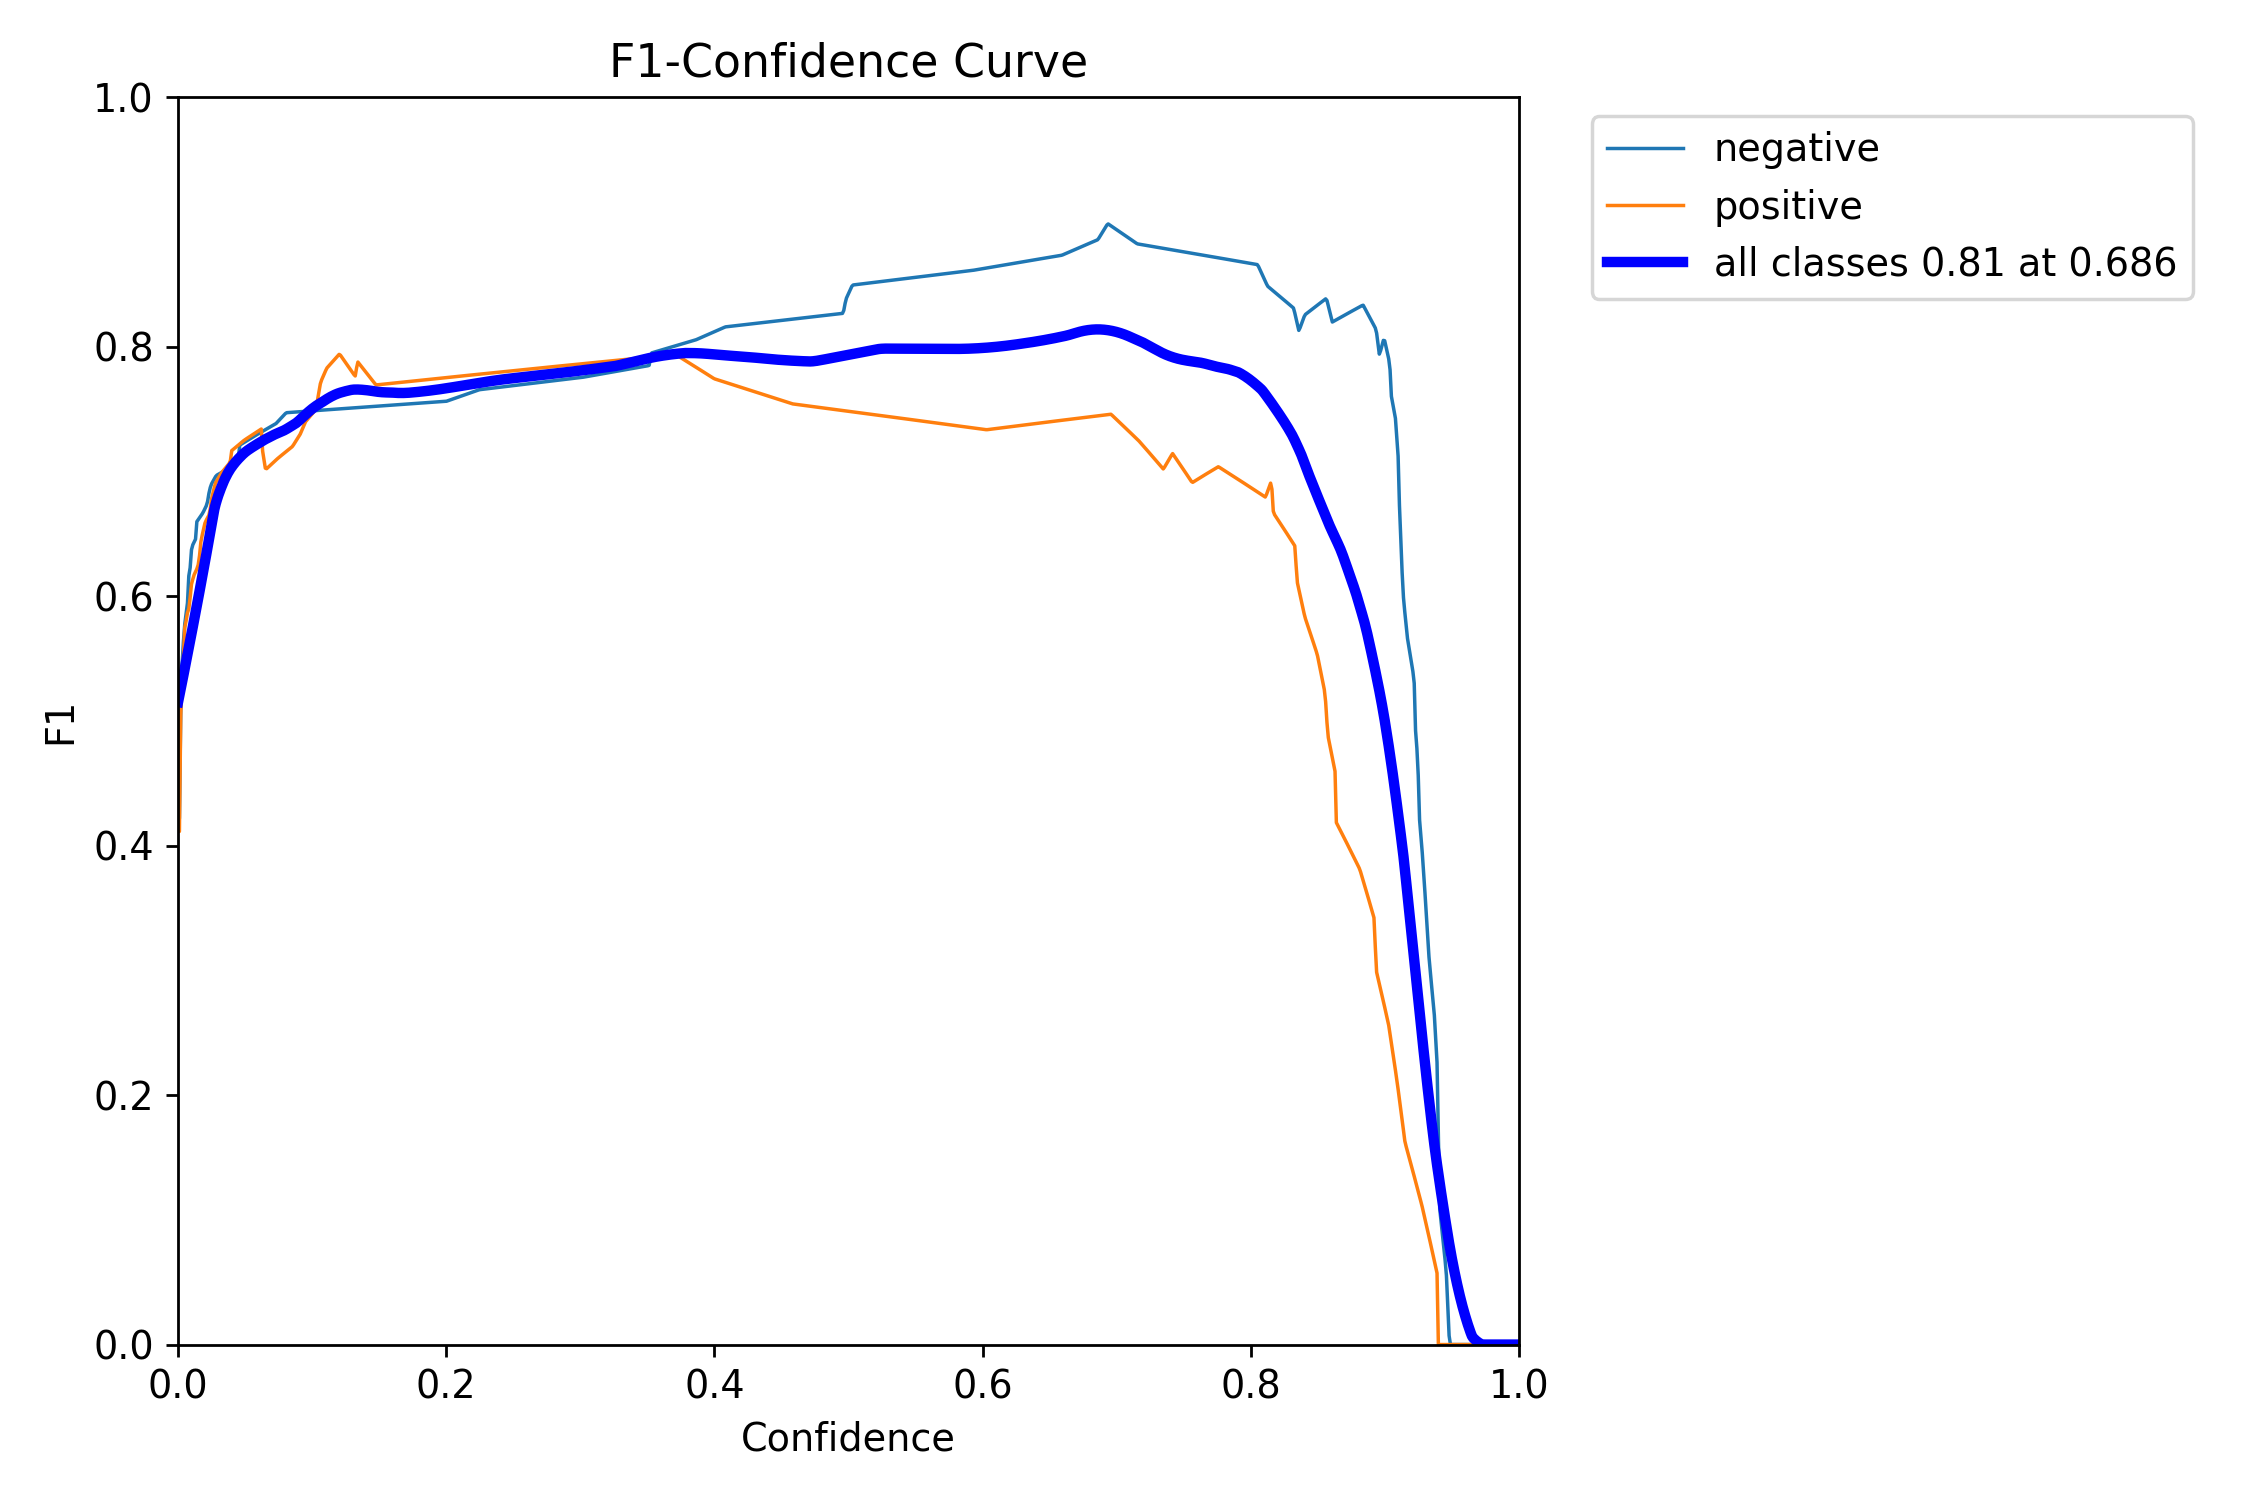 F1-Confidence Curve
1.0
0.8
0.6
0.4
0.2
0.0
F1
0.0 0.2 0.4 0.6 0.8 1.0
Confidence
negative
positive
all classes 0.81 at 0.686